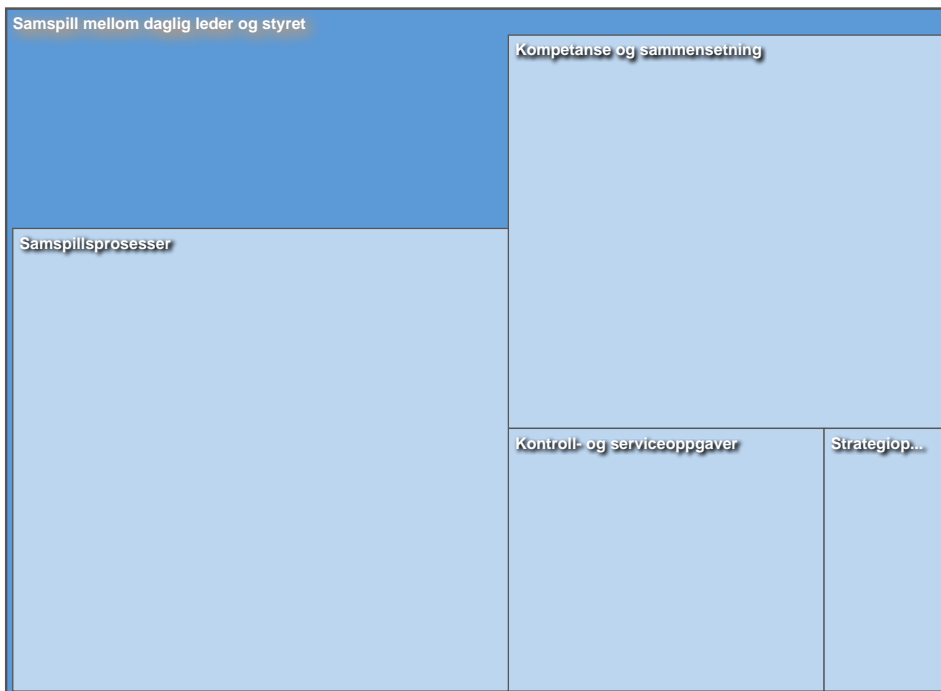 Samspill mellom daglig leder og styret
Kompetanse og sammensetning
Samspillsprosesser
Kontroll- og serviceoppgaver
Strategiop...